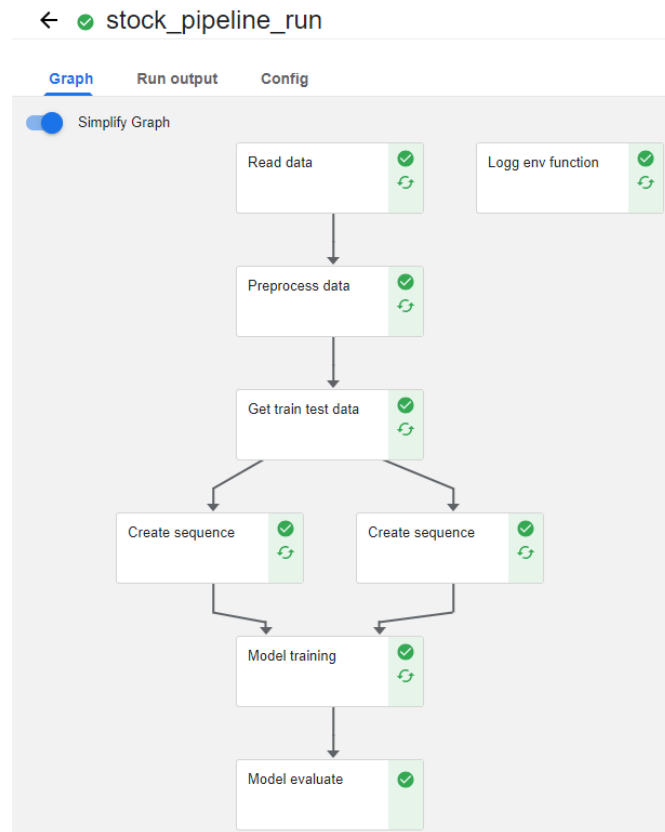 stock_pipeline_run
Graph Run output Config
Simplify Graph
Read data
Logg env function
Preprocess data
Get train test data
Create sequence
Create sequence
Model training
Model evaluate